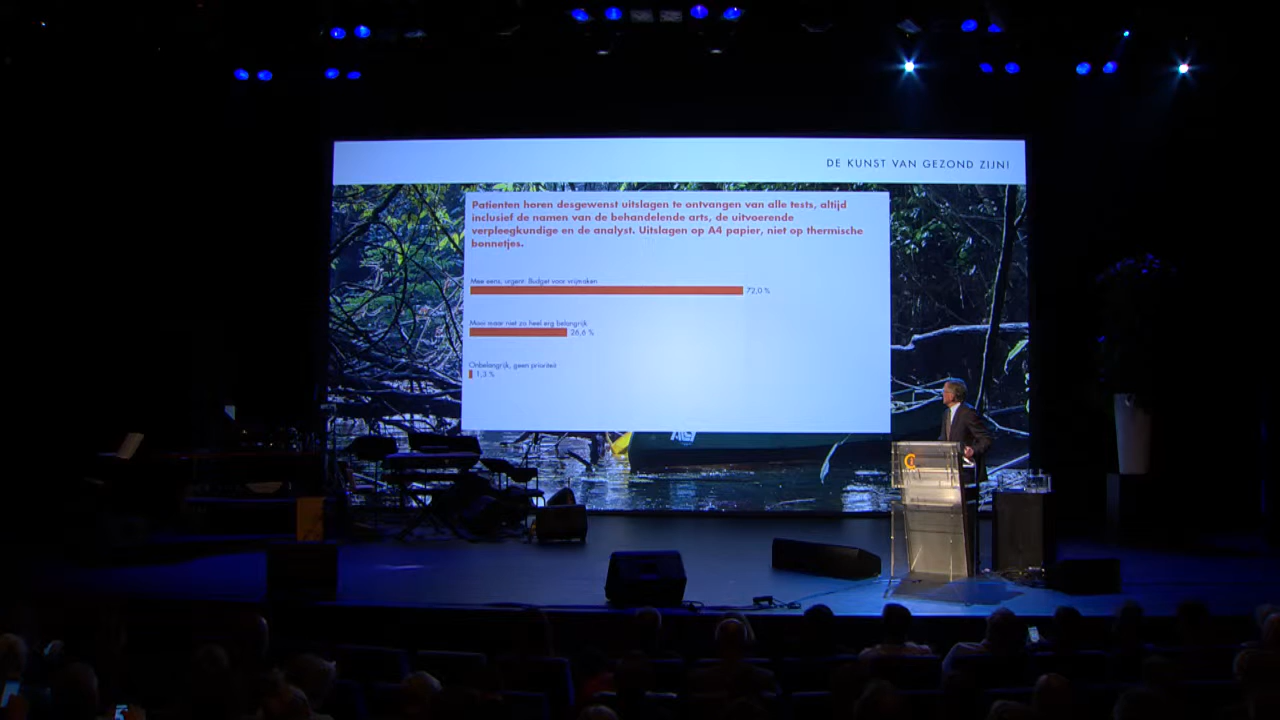 DE KUNST VAN GEZOND ZIJN!
Patienten horen desgewenst uitslagen te ontvangen van alle tests, altijd
inclusief de namen van de behandelende arts, de uitvoerende
verpleegkundige en de analyst. Uitslagen op A4 papier, niet op thermische
bonnetjes.
Mee eens, urgent: Budget voor vrijmaken
72,0 %
Mooi maar niet zo heel erg belangrijk
26,6 %
Onbelangrijk, geen prioriteit
1,3 %